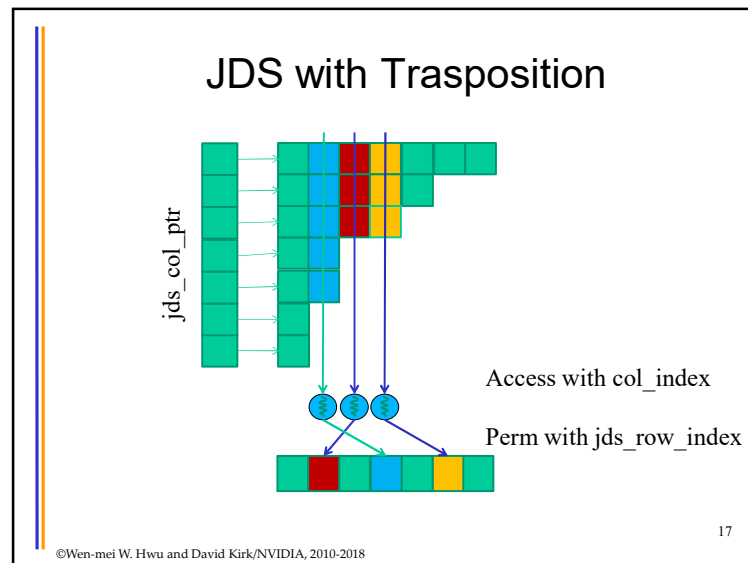 JDS with Trasposition
jds_col_ptr
Access with col_index
Perm with jds_row_index
17
©Wen-mei W. Hwu and David Kirk/NVIDIA, 2010-2018